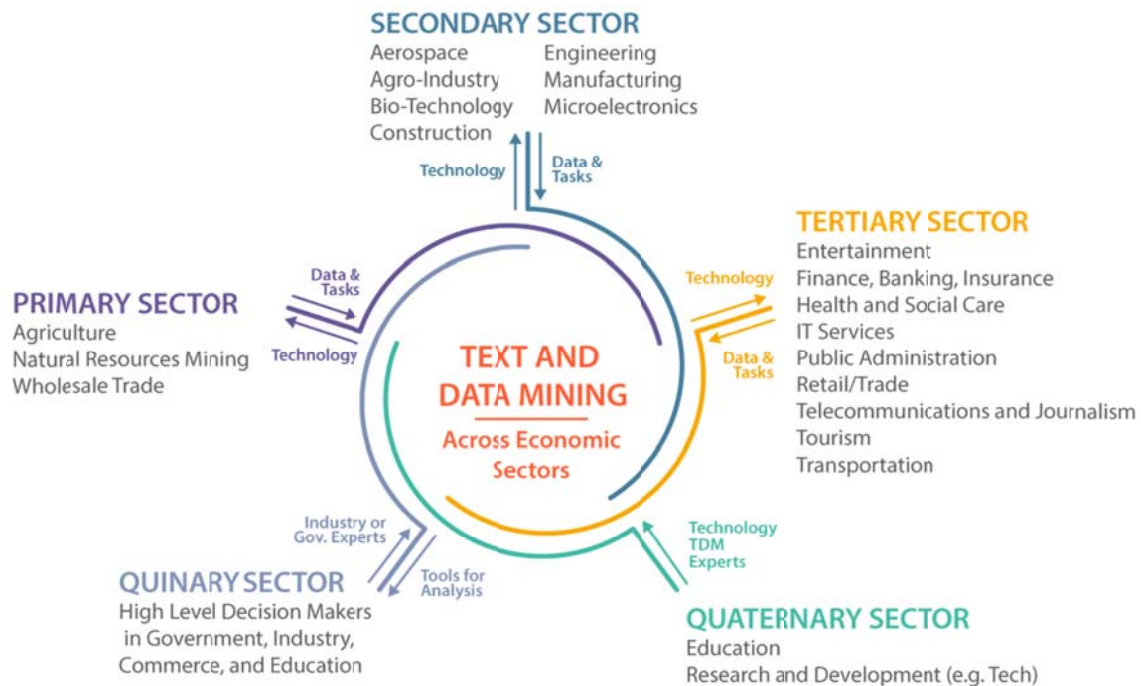 SECONDARY SECTOR
Aerospace
Agro-Industry
Bio-Technology
Construction
Engineering
Manufacturing
Microelectronics
Technology
Data &
Tasks
TERTIARY SECTOR
Entertainment
Finance, Banking, Insurance
Health and Social Care
IT Services
Public Administration
Retail/Trade
Telecommunications and Journalism
Tourism
Transportation
Technology
Data &
Tasks
PRIMARY SECTOR
Agriculture
Natural Resources Mining
Wholesale Trade
Data &
Tasks
Technology
TEXT AND
DATA MINING
Across Economic
Sectors
Industry or
Gov. Experts
Tools for
Analysis
QUINARY SECTOR
High Level Decision Makers
in Government, Industry,
Commerce, and Education
Technology
TDM
Experts
QUATERNARY SECTOR
Education
Research and Development (e.g. Tech)